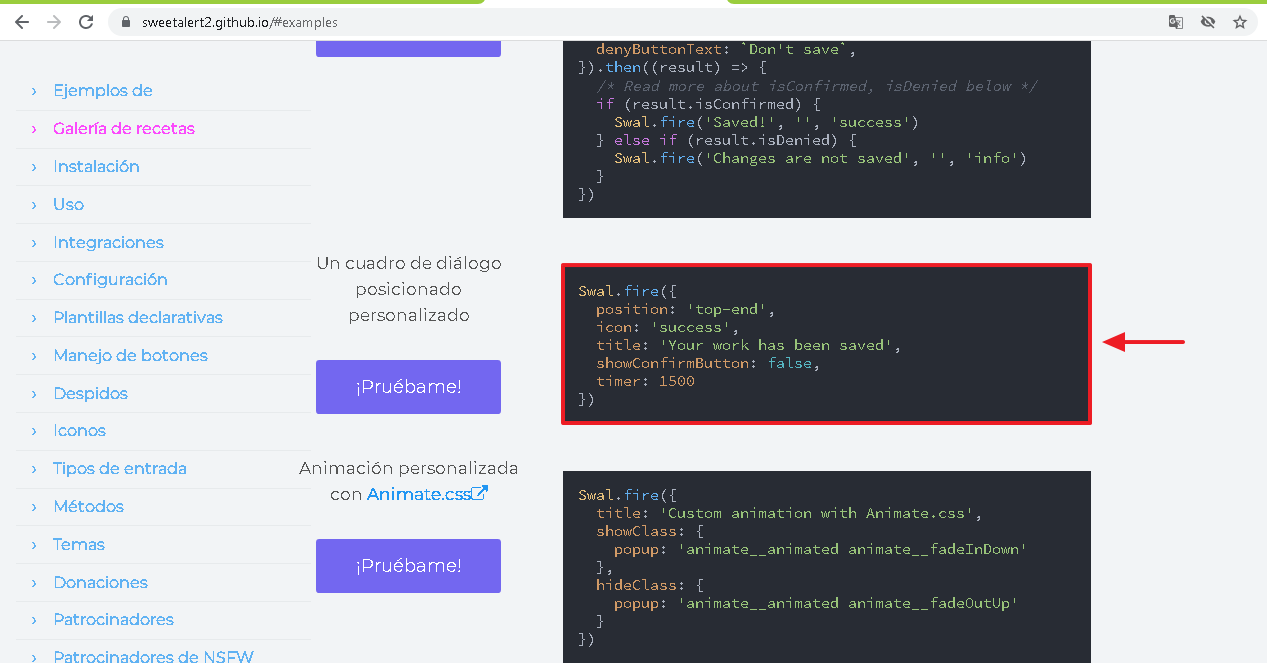 sweetalert2.github.io/#examples
› Ejemplos de
› Galería de recetas
› Instalación
› Uso
› Integraciones
› Configuración
› Plantillas declarativas
› Manejo de botones
› Despidos
› Iconos
› Tipos de entrada
› Métodos
› Temas
› Donaciones
› Patrocinadores
› Patrocinadores de NSFW
denyButtonText: `Don't save`,
}).then((result) => {
/* Read more about isConfirmed, isDenied below */
if (result.isConfirmed) {
Swal.fire('Saved!', '', 'success')
} else if (result.isDenied) {
Swal.fire('Changes are not saved', '', 'info')
}
})
Un cuadro de diálogo
posicionado
personalizado
¡Pruébame!
Swal.fire({
position: 'top-end',
icon: 'success',
title: 'Your work has been saved',
showConfirmButton: false,
timer: 1500
})
Animación personalizada
con Animate.css
¡Pruébame!
Swal.fire({
title: 'Custom animation with Animate.css',
showClass: {
popup: 'animate__animated animate__fadeInDown'
},
hideClass: {
popup: 'animate__animated animate__fadeOutUp'
}
})